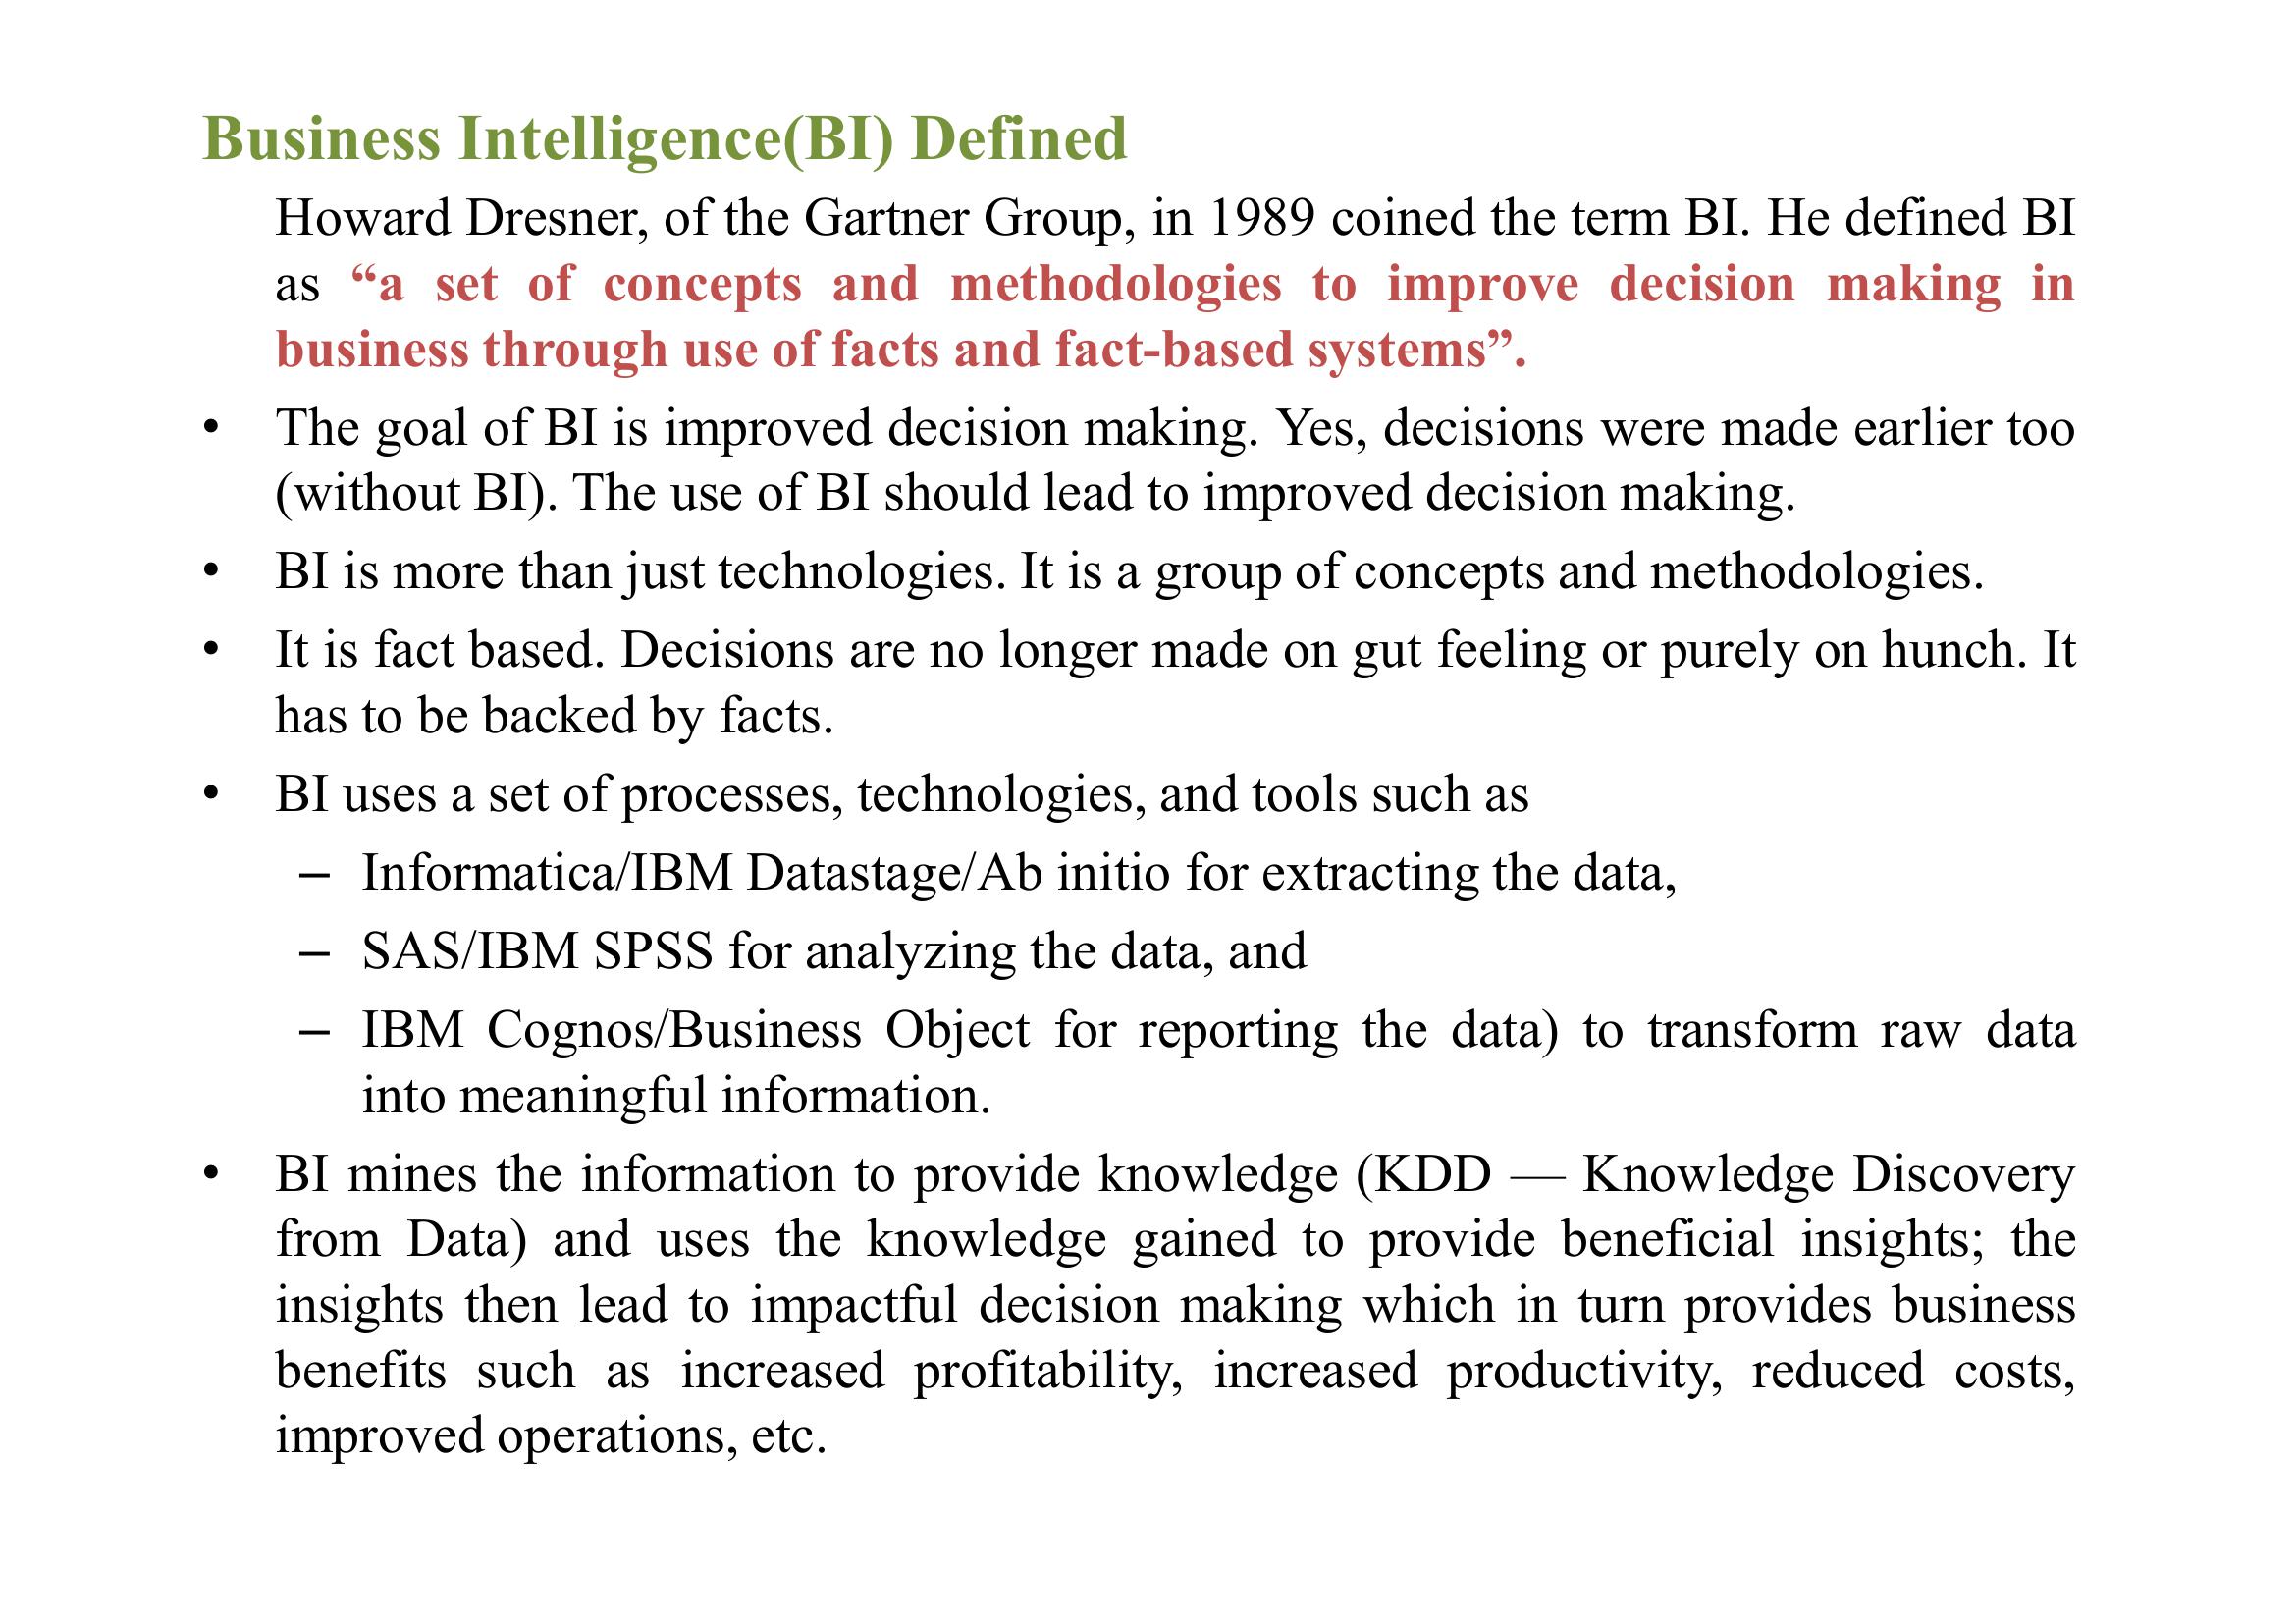 Business Intelligence(BI) Defined
Howard Dresner, of the Gartner Group, in 1989 coined the term BI. He defined BI
as “a set of concepts and methodologies to improve decision making in
business through use of facts and fact-based systems”.
• The goal of BI is improved decision making. Yes, decisions were made earlier too
(without BI). The use of BI should lead to improved decision making.
• BI is more than just technologies. It is a group of concepts and methodologies.
• It is fact based. Decisions are no longer made on gut feeling or purely on hunch. It
has to be backed by facts.
• BI uses a set of processes, technologies, and tools such as
– Informatica/IBM Datastage/Ab initio for extracting the data,
– SAS/IBM SPSS for analyzing the data, and
– IBM Cognos/Business Object for reporting the data) to transform raw data
into meaningful information.
• BI mines the information to provide knowledge (KDD — Knowledge Discovery
from Data) and uses the knowledge gained to provide beneficial insights; the
insights then lead to impactful decision making which in turn provides business
benefits such as increased profitability, increased productivity, reduced costs,
improved operations, etc.